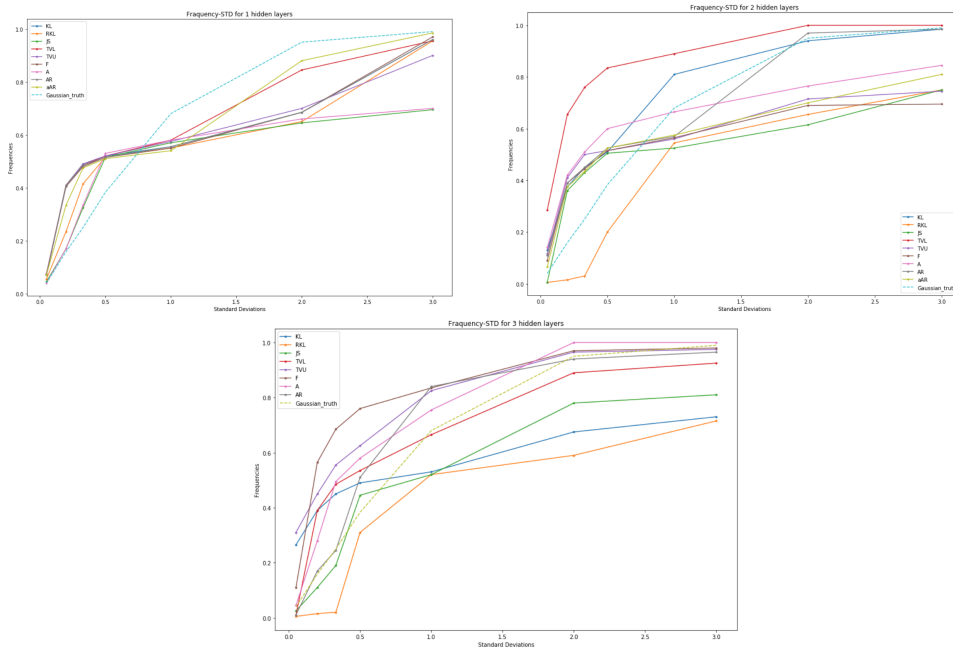 Fraquency-STD for 1 hidden layers
KL
RKL
JS
TVL
TVU
F
A
AR
aAR
Gaussian_truth
Frequencies
1.0
0.8
0.6
0.4
0.2
0.0
0.0 0.5 1.0 1.5 2.0 2.5 3.0
Standard Deviations
Fraquency-STD for 2 hidden layers
Frequencies
1.0
0.8
0.6
0.4
0.2
0.0
KL
RKL
JS
TVL
TVU
F
A
AR
aAR
Gaussian_truth
0.0 0.5 1.0 1.5 2.0 2.5 3.0
Standard Deviations
Fraquency-STD for 3 hidden layers
KL
RKL
JS
TVL
TVU
F
A
AR
Gaussian_truth
Frequencies
1.0
0.8
0.6
0.4
0.2
0.0
0.0 0.5 1.0 1.5 2.0 2.5 3.0
Standard Deviations